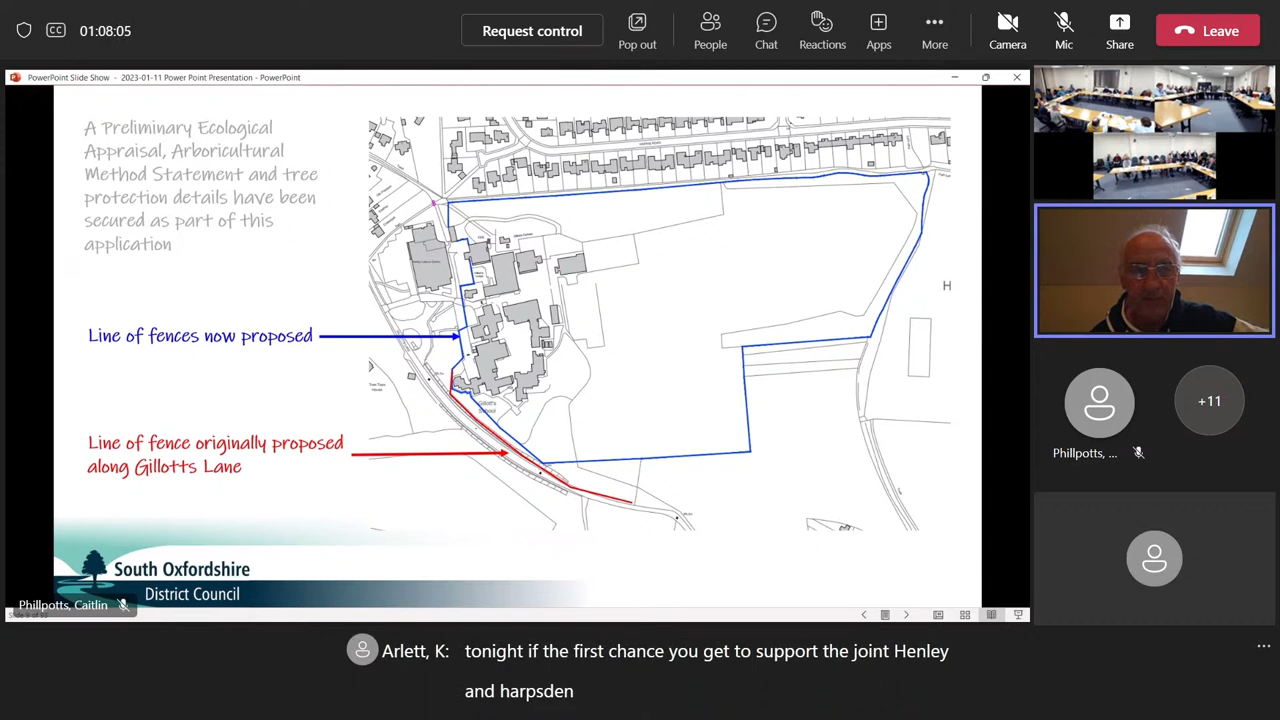 01:08:05
Request control
Pop out
People
Chat
Reactions
Apps
More
Camera
Mic
Share
Leave
PowerPoint Slide Show - 2023-01-11 Power Point Presentation - PowerPoint
A Preliminary Ecological
Appraisal, Arboricultural
Method Statement and tree
protection details have been
secured as part of this
application
Line of fences now proposed
Line of fence originally proposed
along Gillotts Lane
Gillott's
School
H
South Oxfordshire
District Council
Phillpotts, Caitlin
+11
Phillpotts, ...
Arlett, K: tonight if the first chance you get to support the joint Henley
and harpsden